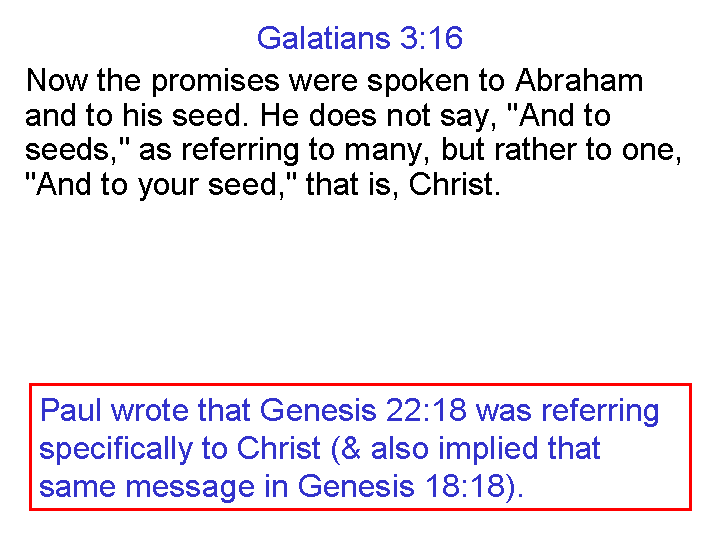 Galatians 3:16
Now the promises were spoken to Abraham
and to his seed. He does not say, "And to
seeds," as referring to many, but rather to one,
"And to your seed," that is, Christ.
Paul wrote that Genesis 22:18 was referring
specifically to Christ (& also implied that
same message in Genesis 18:18).